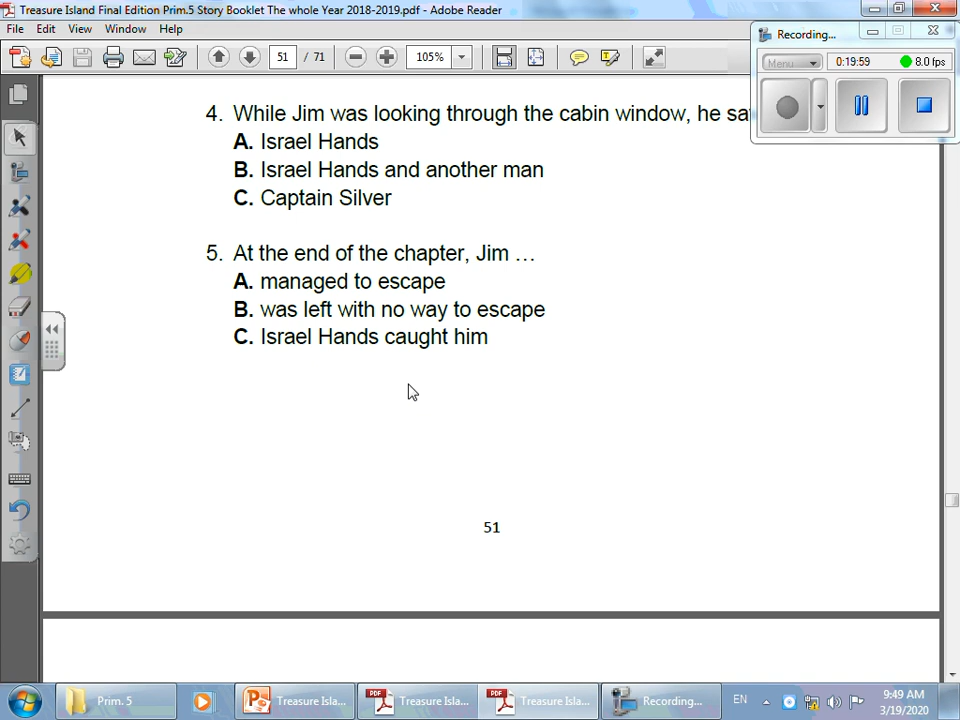 Treasure Island Final Edition Prim.5 Story Booklet The whole Year 2018-2019.pdf - Adobe Reader
File Edit View Window Help
51 / 71 105%
Recording...
Menu 0:19:59 8.0 fps
4. While Jim was looking through the cabin window, he sa
A. Israel Hands
B. Israel Hands and another man
C. Captain Silver
5. At the end of the chapter, Jim …
A. managed to escape
B. was left with no way to escape
C. Israel Hands caught him
51
Prim. 5 Treasure Isla... Treasure Isla... Treasure Isla... Recording... EN 9:49 AM
3/19/2020